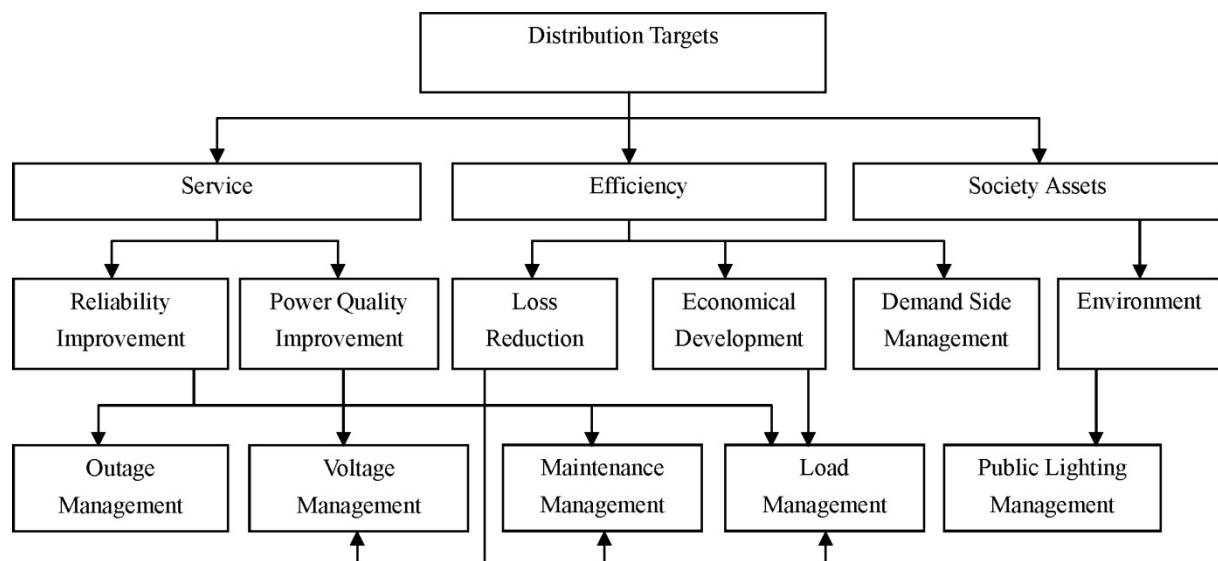 Distribution Targets
Service
Efficiency
Society Assets
Reliability
Improvement
Power Quality
Improvement
Loss
Reduction
Economical
Development
Demand Side
Management
Environment
Outage
Management
Voltage
Management
Maintenance
Management
Load
Management
Public Lighting
Management